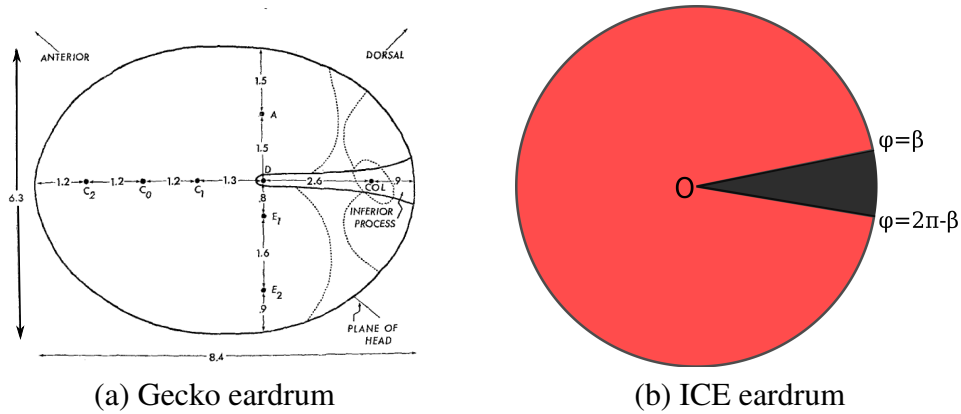 ANTERIOR
DORSAL
1.5
A
1.5
D
1.2
C2
1.2
C0
1.2
C1
1.3
2.6
COL
.9
6.3
.8
E1
INFERIOR
PROCESS
1.6
E2
.9
PLANE OF
HEAD
8.4
(a) Gecko eardrum
φ=β
O
φ=2π-β
(b) ICE eardrum